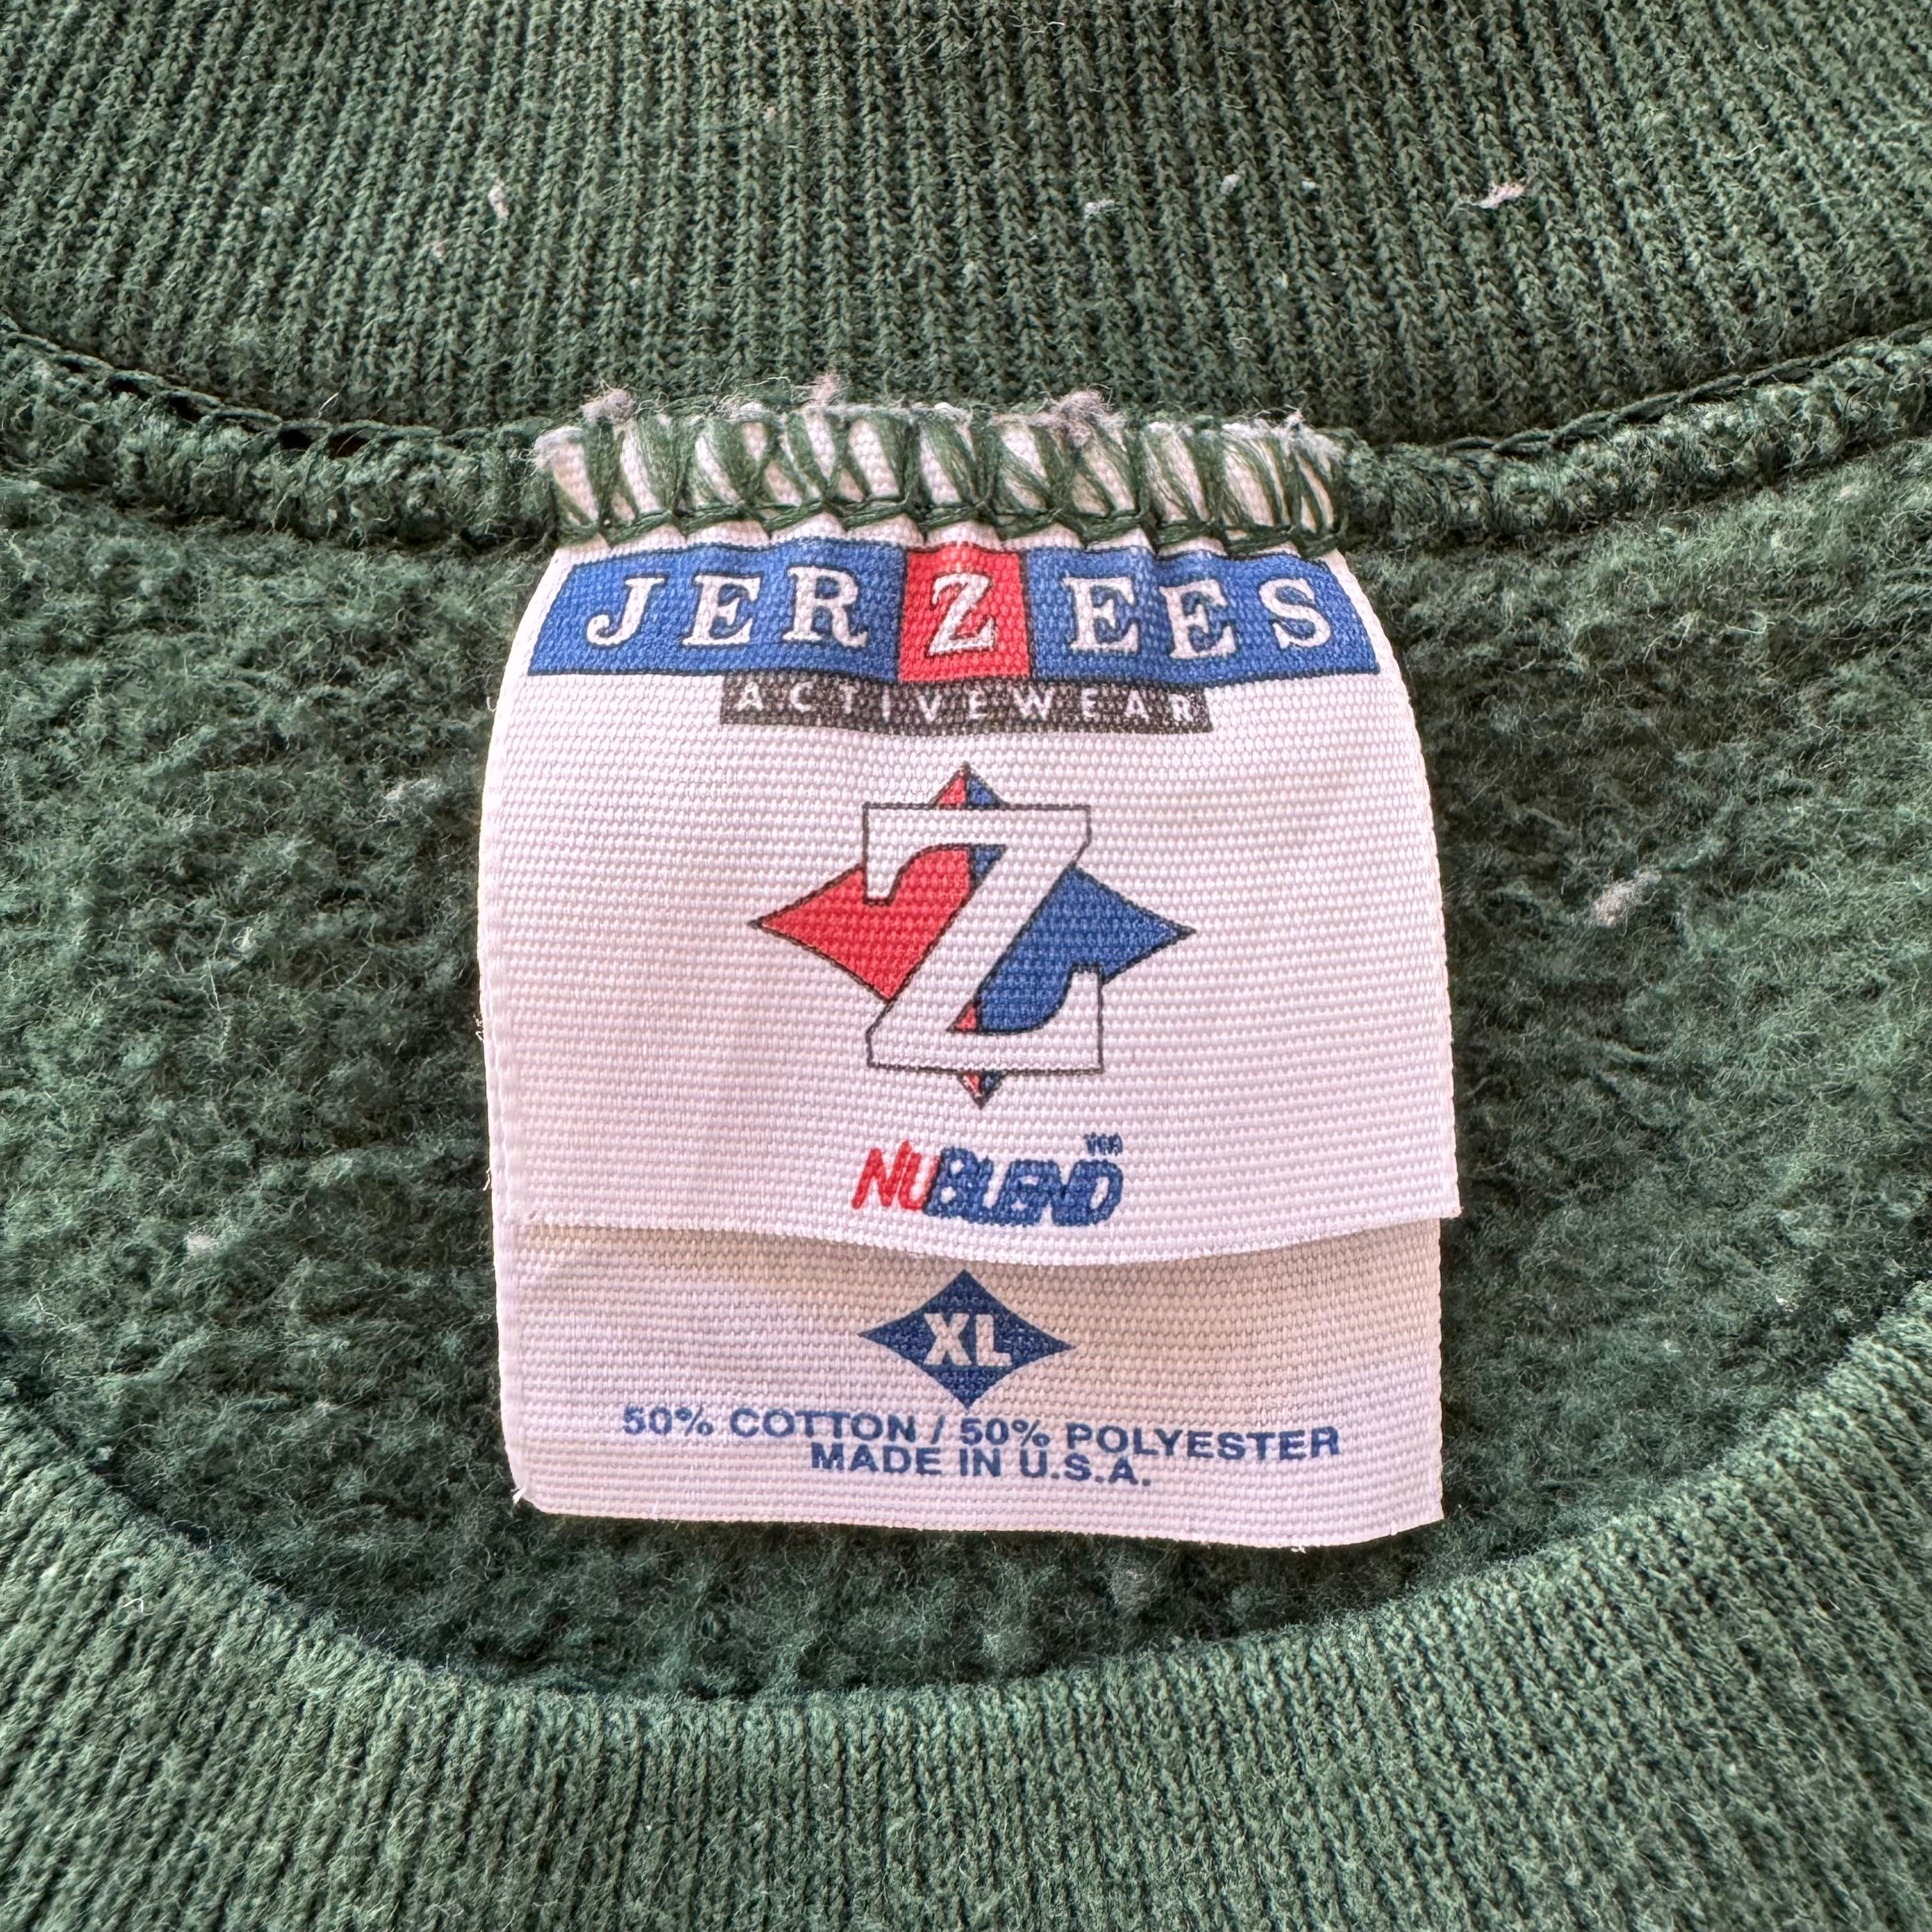 JERZEES
ACTIVEWEAR
Z
NUBLEND
XL
50% COTTON / 50% POLYESTER
MADE IN U.S.A.